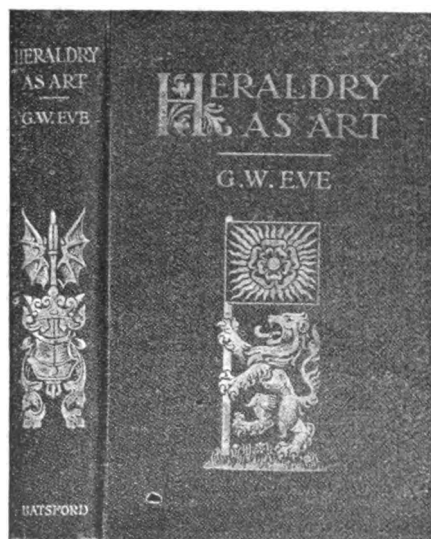 HERALDRY
AS ART
G.W. EVE
BATSFORD
HERALDRY
AS ART
G.W. EVE